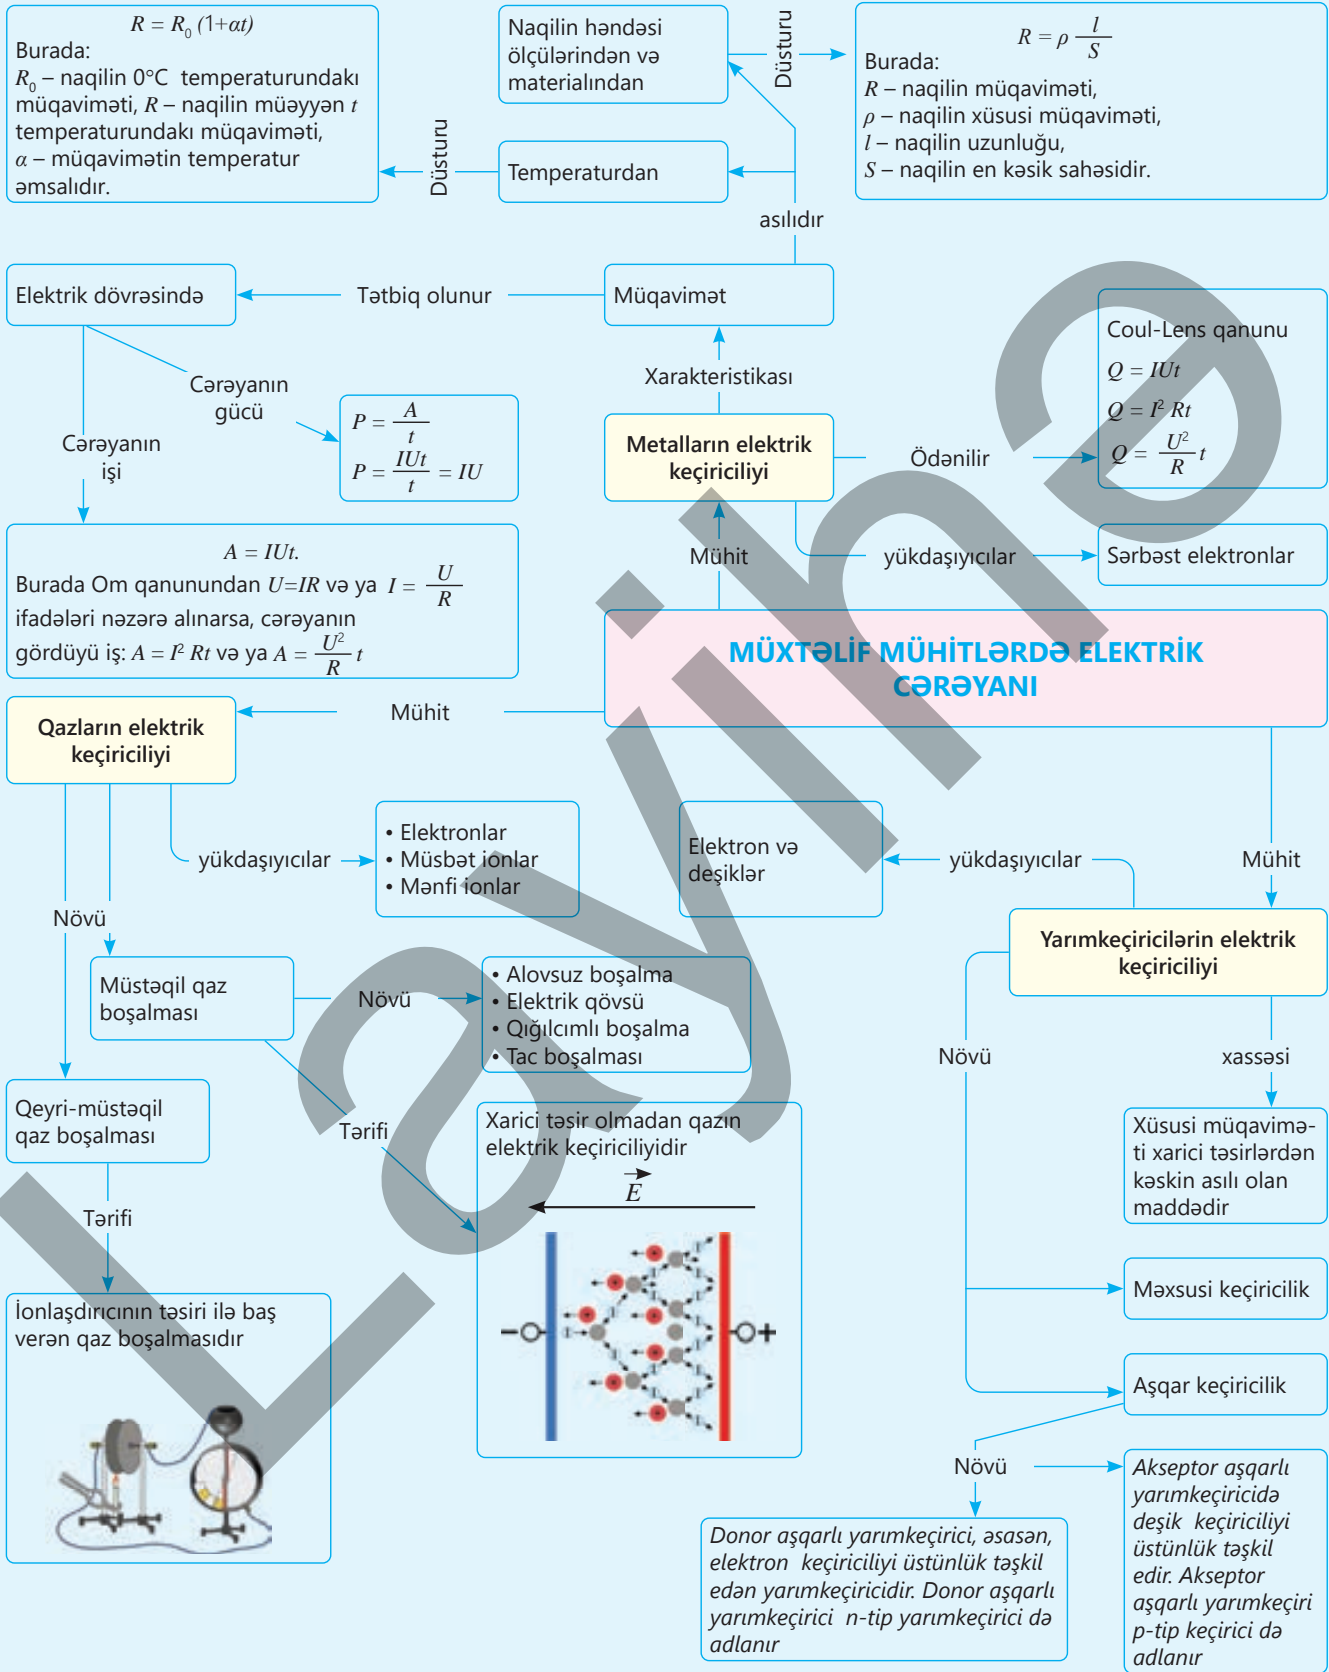 R = R₀ (1+αt)
Burada:
R₀ – naqilin 0°C temperaturundakı
müqaviməti, R – naqilin müəyyən t
temperaturundakı müqaviməti,
α – müqavimətin temperatur
əmsalıdır.
Düsturu
Naqilin həndəsi
ölçülərindən və
materialından
Düsturu
R = ρ l/S
Burada:
R – naqilin müqaviməti,
ρ – naqilin xüsusi müqaviməti,
l – naqilin uzunluğu,
S – naqilin en kəsik sahəsidir.
Temperaturdan
asılıdır
Elektrik dövrəsində
Tətbiq olunur
Müqavimət
Xarakteristikası
Coul-Lens qanunu
Q = IUt
Q = I² Rt
Q = U²/R t
Cərəyanın
gücü
P = A/t
P = IUt/t = IU
Cərəyanın
işi
Metalların elektrik
keçiriciliyi
Ödənilir
Mühit
yükdaşıyıcılar
Sərbəst elektronlar
A = IUt.
Burada Om qanunundan U=IR və ya I = U/R
ifadələri nəzərə alınarsa, cərəyanın
gördüyü iş: A = I² Rt və ya A = U²/R t
MÜXTƏLİF MÜHİTLƏRDƏ ELEKTRİK
CƏRƏYANI
Qazların elektrik
keçiriciliyi
Mühit
yükdaşıyıcılar
• Elektronlar
• Müsbət ionlar
• Mənfi ionlar
Elektron və
deşiklər
yükdaşıyıcılar
Mühit
Yarımkeçiricilərin elektrik
keçiriciliyi
Növü
Müstəqil qaz
boşalması
Növü
• Alovsuz boşalma
• Elektrik qövsü
• Qığılcımlı boşalma
• Tac boşalması
Növü
xassəsi
Qeyri-müstəqil
qaz boşalması
Tərifi
Xarici təsir olmadan qazın
elektrik keçiriciliyidir
E
– +
Xüsusi müqavimə-
ti xarici təsirlərdən
kəskin asılı olan
maddədir
Tərifi
İonlaşdırıcının təsiri ilə baş
verən qaz boşalmasıdır
Məxsusi keçiricilik
Aşqar keçiricilik
Növü
Donor aşqarlı yarımkeçirici, əsasən,
elektron keçiriciliyi üstünlük təşkil
edən yarımkeçiricidir. Donor aşqarlı
yarımkeçirici n-tip yarımkeçirici də
adlanır
Akseptor aşqarlı
yarımkeçiricidə
deşik keçiriciliyi
üstünlük təşkil
edir. Akseptor
aşqarlı yarımkeçiri
p-tip keçirici də
adlanır
Layihə